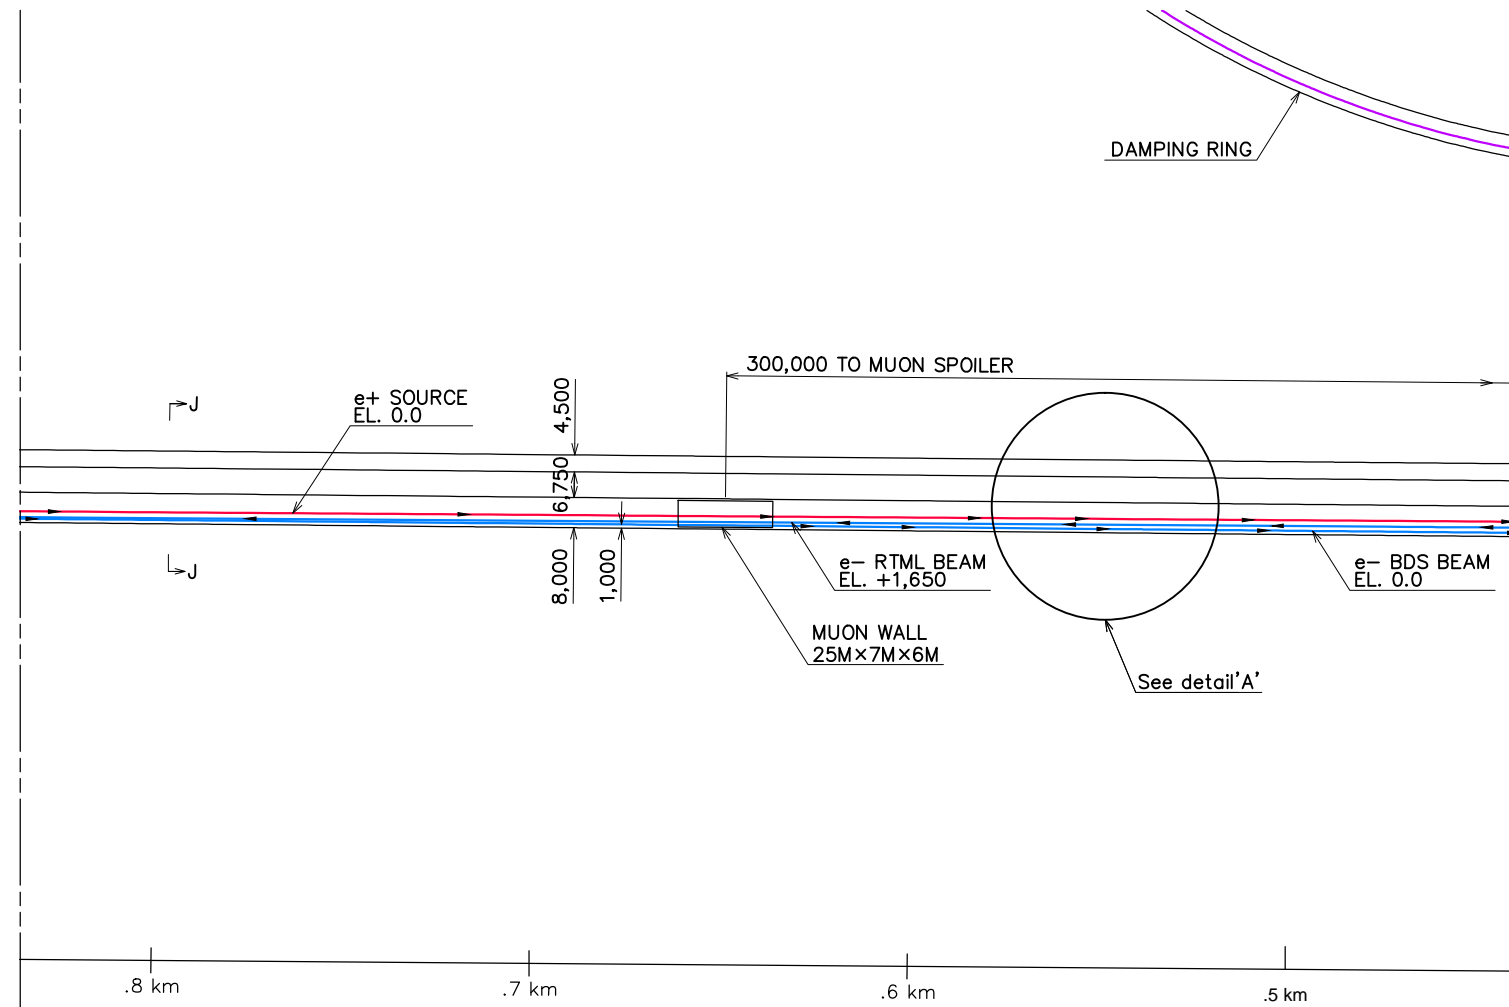 DAMPING RING
300,000 TO MUON SPOILER
e+ SOURCE
EL. 0.0
J
4,500
6,750
8,000
1,000
J
e- RTML BEAM
EL. +1,650
e- BDS BEAM
EL. 0.0
MUON WALL
25M×7M×6M
See detail'A'
.8 km
.7 km
.6 km
.5 km